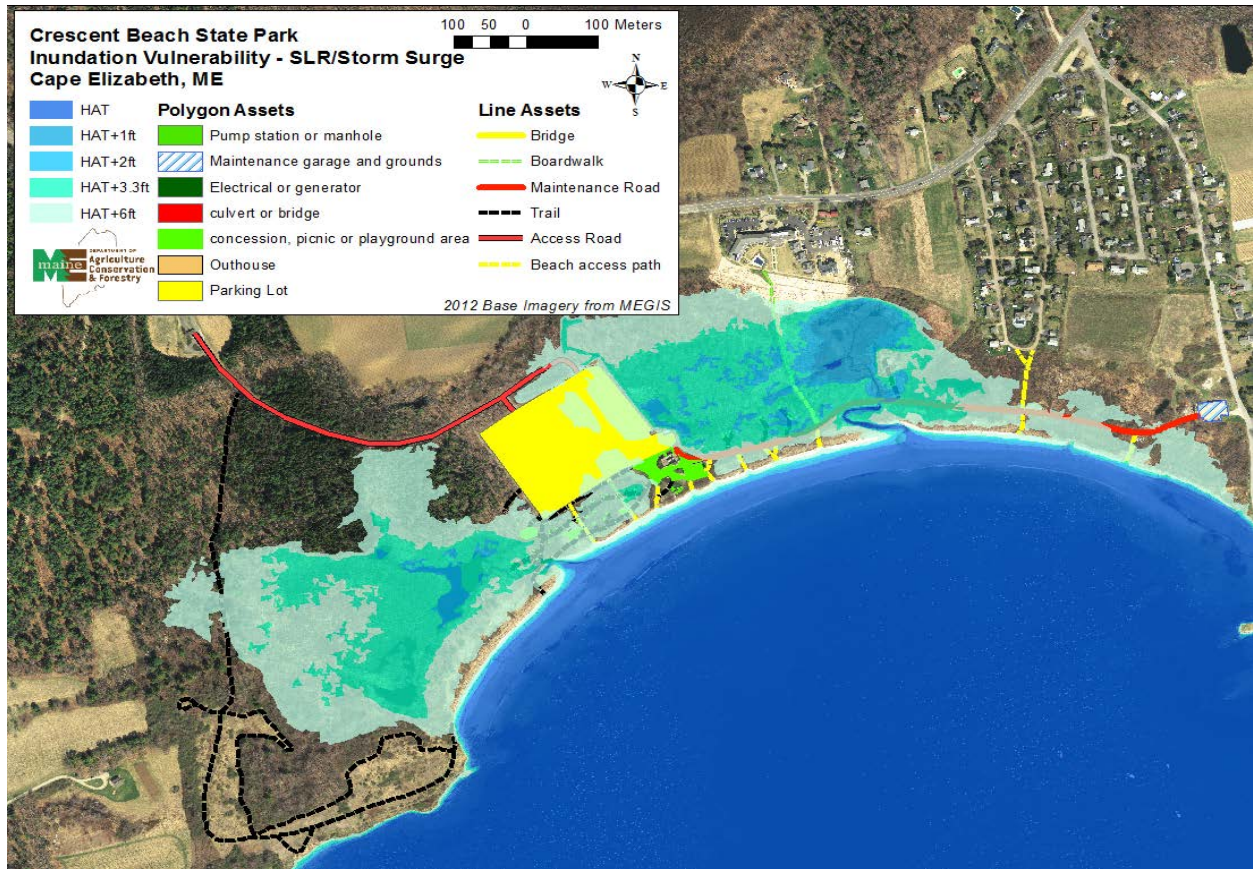 Crescent Beach State Park
Inundation Vulnerability - SLR/Storm Surge
Cape Elizabeth, ME
100 50 0 100 Meters
N
W E
S
HAT
HAT+1ft
HAT+2ft
HAT+3.3ft
HAT+6ft
Polygon Assets
Pump station or manhole
Maintenance garage and grounds
Electrical or generator
culvert or bridge
concession, picnic or playground area
Outhouse
Parking Lot
Line Assets
Bridge
Boardwalk
Maintenance Road
Trail
Access Road
Beach access path
maine
DEPARTMENT OF
Agriculture
Conservation
& Forestry
2012 Base Imagery from MEGIS